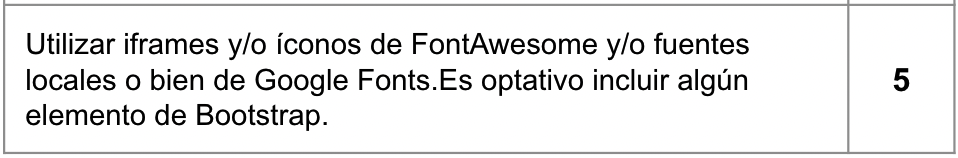 Utilizar iframes y/o íconos de FontAwesome y/o fuentes
locales o bien de Google Fonts.Es optativo incluir algún
elemento de Bootstrap.
5